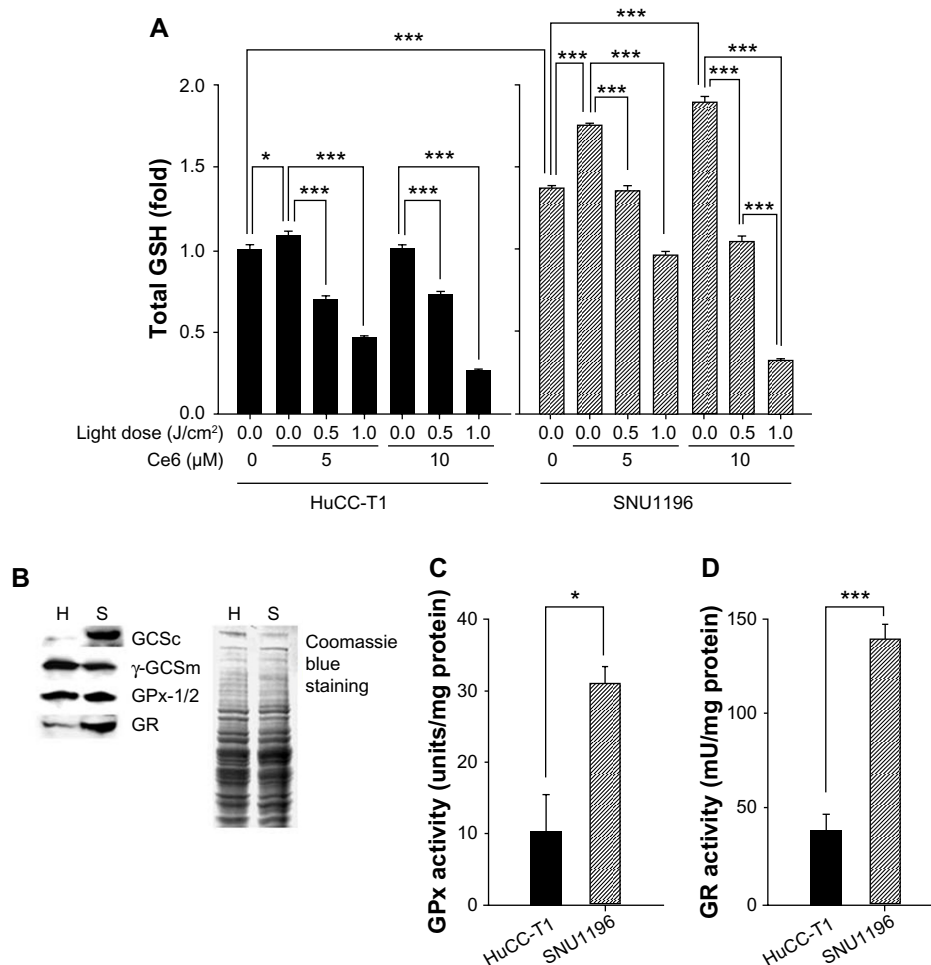 A
Total GSH (fold)
2.0
1.5
1.0
0.5
0.0
* *** *** *** ***
***
*** *** *** *** *** *** ***
***
Light dose (J/cm²) 0.0 0.0 0.5 1.0 0.0 0.5 1.0 0.0 0.0 0.5 1.0 0.0 0.5 1.0
Ce6 (µM) 0 5 10 0 5 10
HuCC-T1 SNU1196
B
H S
GCSc
γ-GCSm
GPx-1/2
GR
H S
Coomassie
blue
staining
C
GPx activity (units/mg protein)
40
30
20
10
0
*
HuCC-T1 SNU1196
D
GR activity (mU/mg protein)
150
100
50
0
***
HuCC-T1 SNU1196